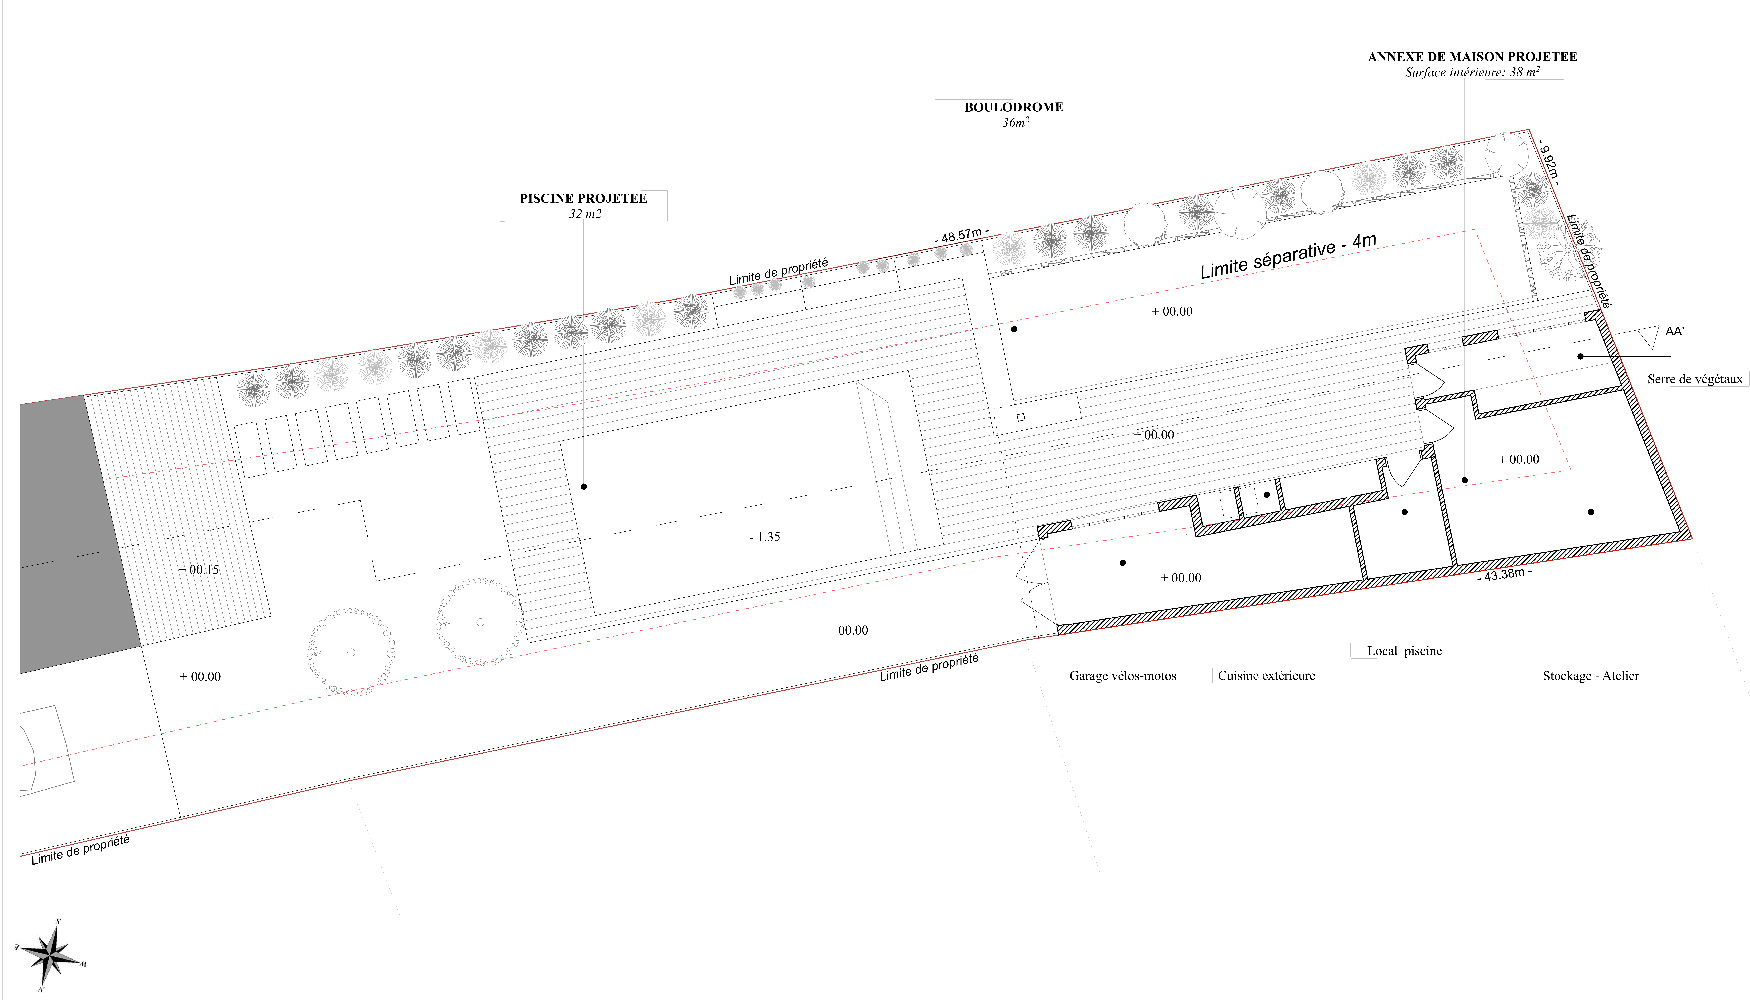 ANNEXE DE MAISON PROJETEE
Surface intérieure: 38 m²
BOULODROME
36m²
- 9.92m -
PISCINE PROJETEE
32 m2
- 48.57m -
Limite de propriété
Limite séparative - 4m
Limite de propriété
+ 00.00
AA'
Serre de végétaux
00.00
+ 00.00
- 1.35
00.15
+ 00.00
- 43.38m -
00.00
Limite de propriété
Local piscine
Garage vélos-motos
Cuisine extérieure
Stockage - Atelier
+ 00.00
Limite de propriété